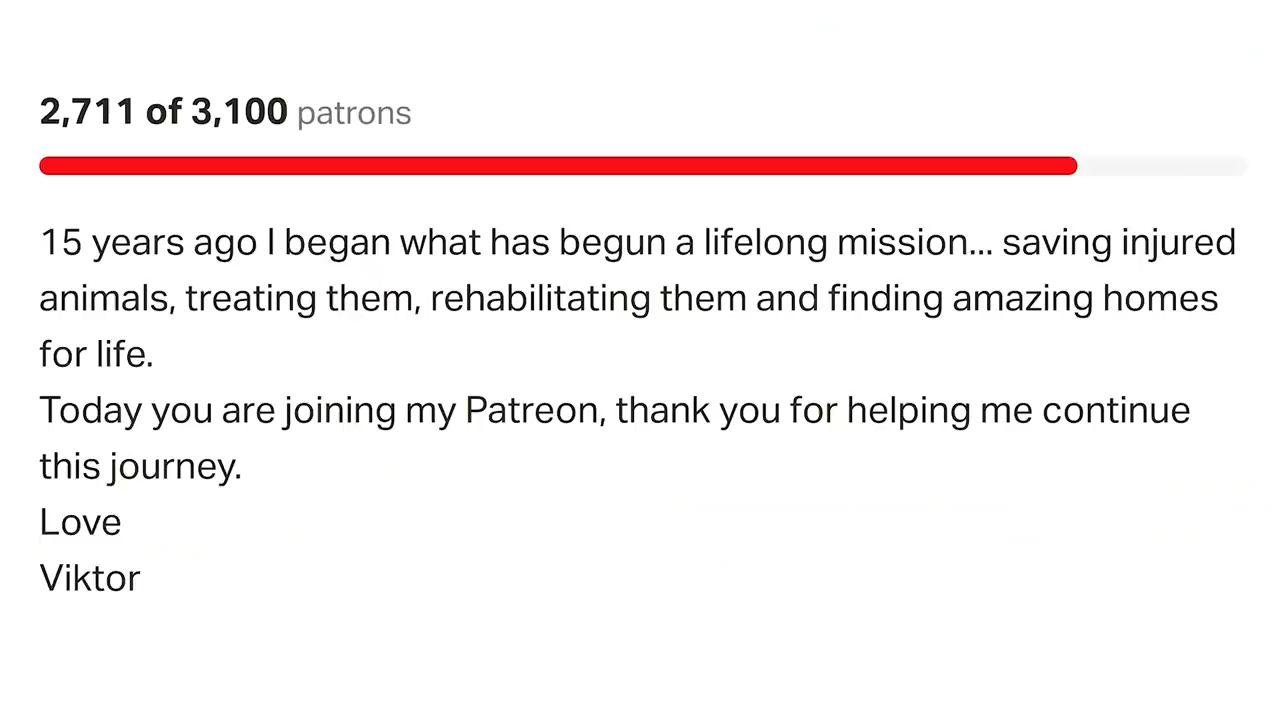 2,711 of 3,100 patrons
15 years ago I began what has begun a lifelong mission... saving injured
animals, treating them, rehabilitating them and finding amazing homes
for life.
Today you are joining my Patreon, thank you for helping me continue
this journey.
Love
Viktor